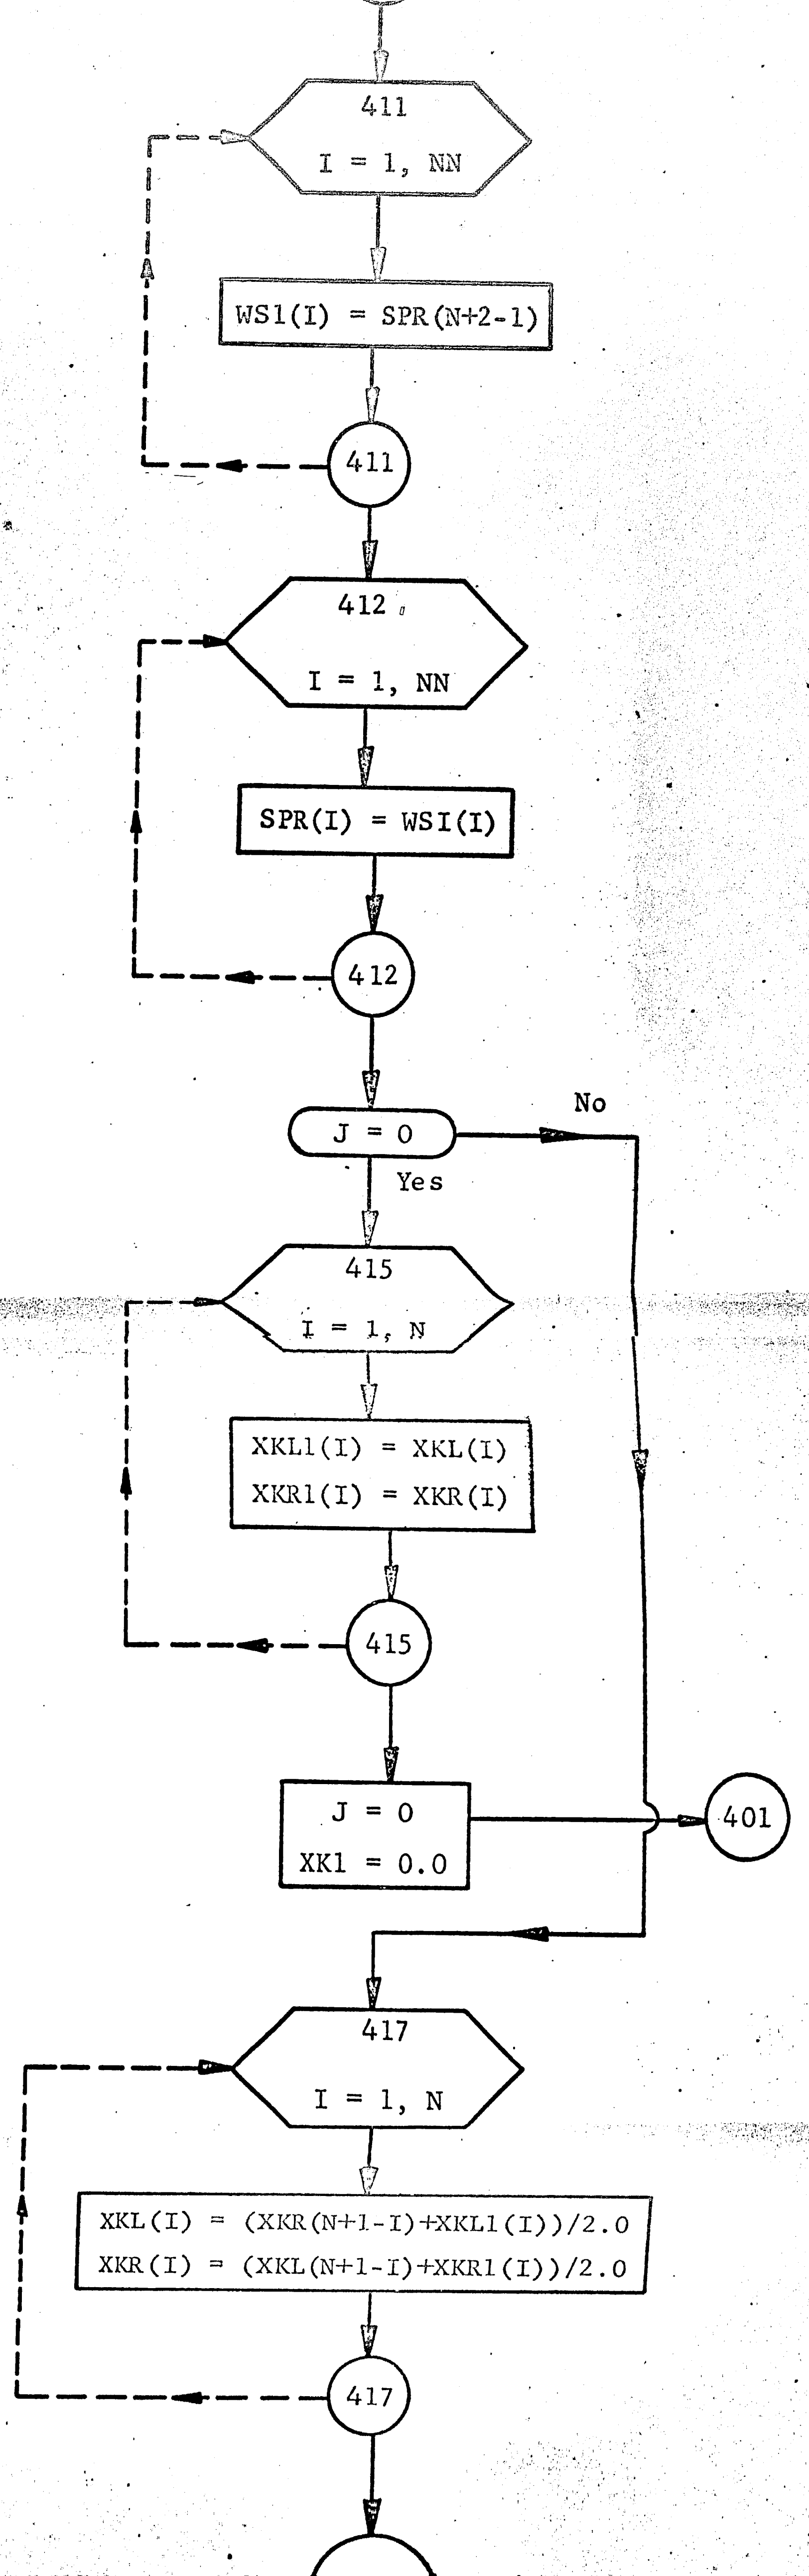 411
I = 1, NN
WS1(I) = SPR(N+2-1)
411
412
I = 1, NN
SPR(I) = WSI(I)
412
J = 0
No
Yes
415
I = 1, N
XKL1(I) = XKL(I)
XKR1(I) = XKR(I)
415
J = 0
XK1 = 0.0
401
417
I = 1, N
XKL(I) = (XKR(N+1-I)+XKL1(I))/2.0
XKR(I) = (XKL(N+1-I)+XKR1(I))/2.0
417